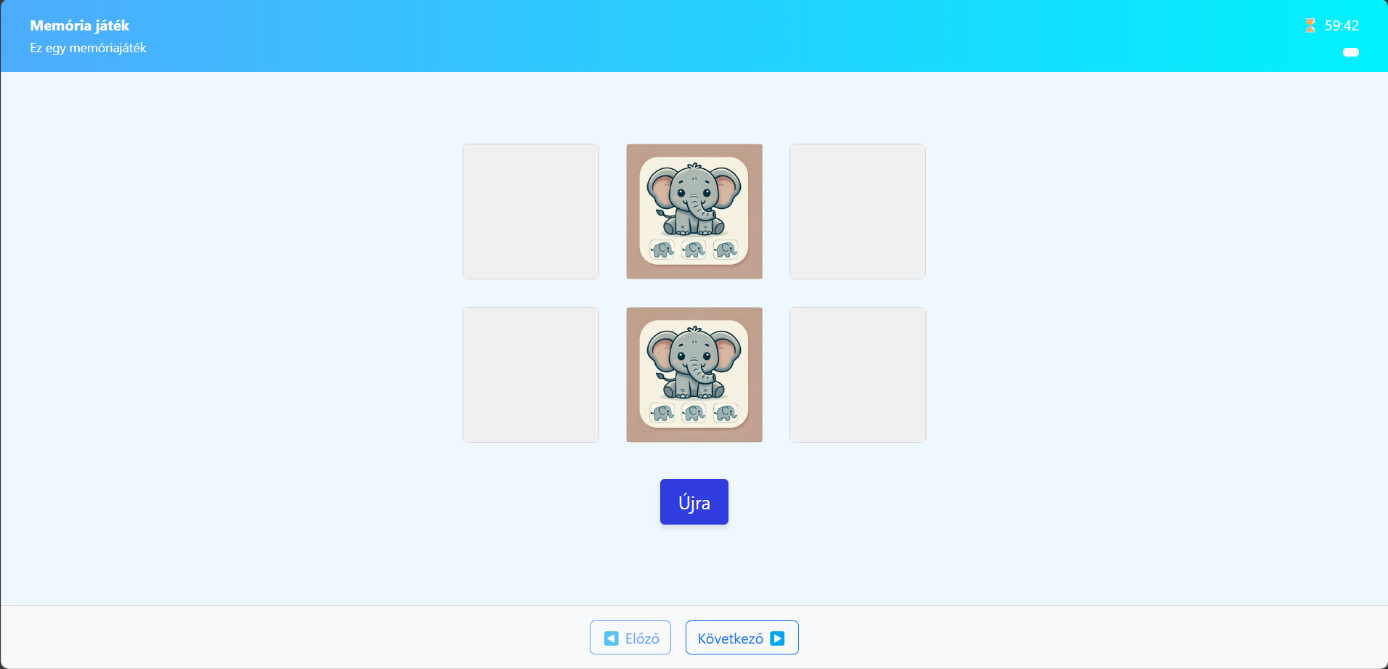 Memória játék
Ez egy memóriajáték
59:42
Újra
Előző
Következő